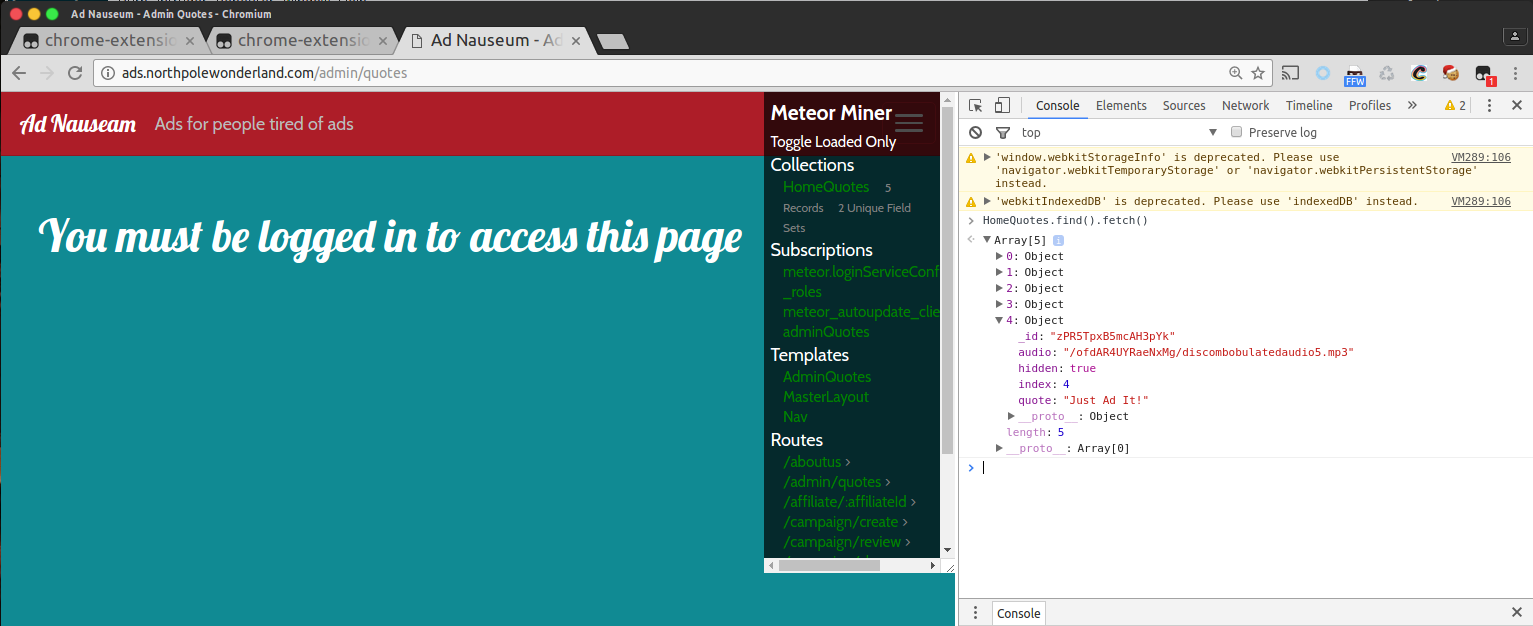 Ad Nauseum - Admin Quotes - Chromium
chrome-extensio × chrome-extensio × Ad Nauseum - Ad ×
ads.northpolewonderland.com/admin/quotes
FFW
1
Ad Nauseam Ads for people tired of ads
You must be logged in to access this page
Meteor Miner
Toggle Loaded Only
Collections
HomeQuotes 5
Records 2 Unique Field
Sets
Subscriptions
meteor.loginServiceConf
_roles
meteor_autoupdate_clie
adminQuotes
Templates
AdminQuotes
MasterLayout
Nav
Routes
/aboutus ›
/admin/quotes ›
/affiliate/:affiliateId ›
/campaign/create ›
/campaign/review ›
Console Elements Sources Network Timeline Profiles » 2
top Preserve log
'window.webkitStorageInfo' is deprecated. Please use VM289:106
'navigator.webkitTemporaryStorage' or 'navigator.webkitPersistentStorage'
instead.
'webkitIndexedDB' is deprecated. Please use 'indexedDB' instead. VM289:106
> HomeQuotes.find().fetch()
Array[5]
0: Object
1: Object
2: Object
3: Object
4: Object
_id: "zPR5TpxB5mcAH3pYk"
audio: "/ofdAR4UYRaeNxMg/discombobulatedaudio5.mp3"
hidden: true
index: 4
quote: "Just Ad It!"
__proto__: Object
length: 5
__proto__: Array[0]
>
Console